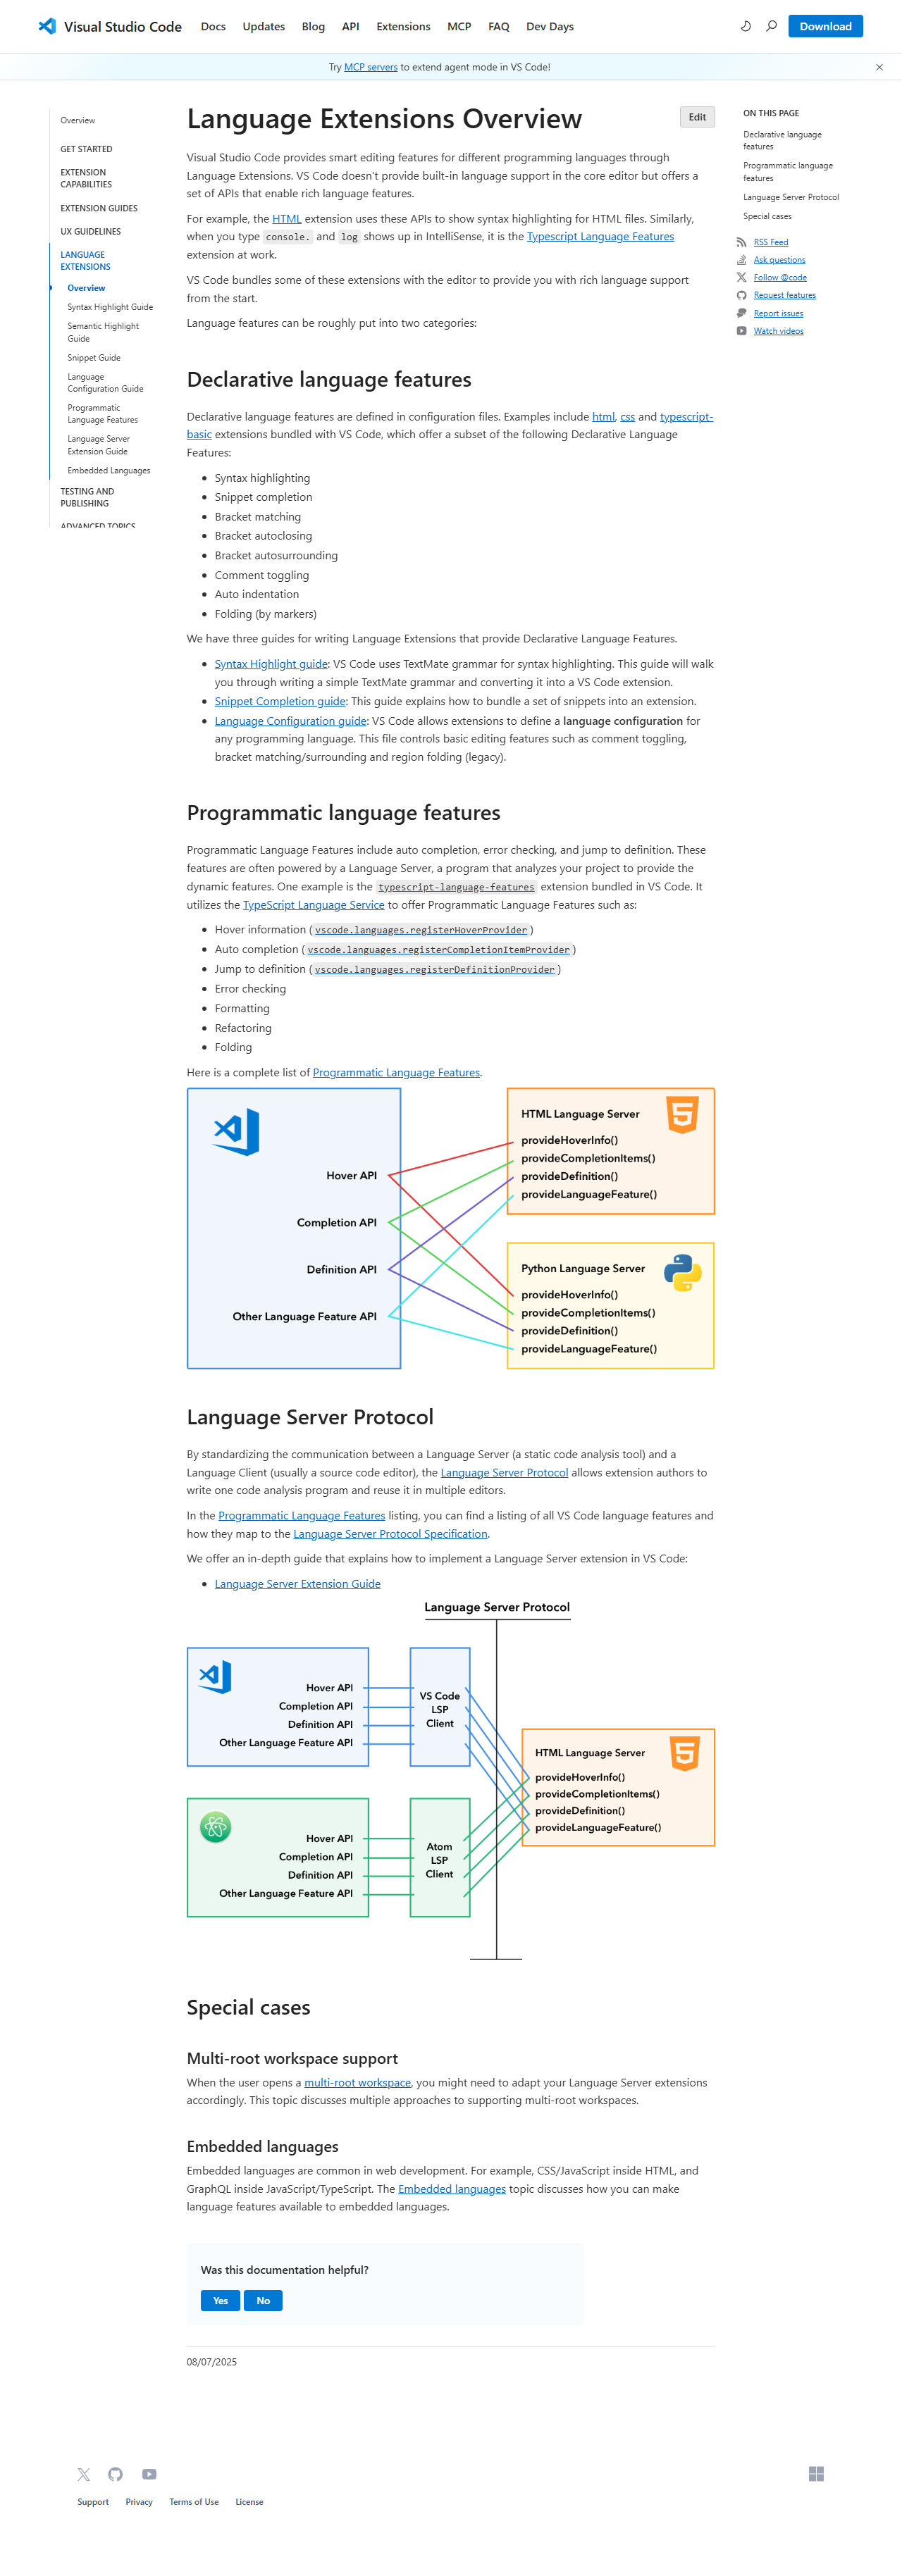 Visual Studio Code
Docs Updates Blog API Extensions MCP FAQ Dev Days
Download
Try MCP servers to extend agent mode in VS Code!
Overview
GET STARTED
EXTENSION
CAPABILITIES
EXTENSION GUIDES
UX GUIDELINES
LANGUAGE
EXTENSIONS
Overview
Syntax Highlight Guide
Semantic Highlight
Guide
Snippet Guide
Language
Configuration Guide
Programmatic
Language Features
Language Server
Extension Guide
Embedded Languages
TESTING AND
PUBLISHING
ADVANCED TOPICS
Language Extensions Overview
Edit
Visual Studio Code provides smart editing features for different programming languages through
Language Extensions. VS Code doesn't provide built-in language support in the core editor but offers a
set of APIs that enable rich language features.
For example, the HTML extension uses these APIs to show syntax highlighting for HTML files. Similarly,
when you type console. and log shows up in IntelliSense, it is the Typescript Language Features
extension at work.
VS Code bundles some of these extensions with the editor to provide you with rich language support
from the start.
Language features can be roughly put into two categories:
Declarative language features
Declarative language features are defined in configuration files. Examples include html, css and typescript-
basic extensions bundled with VS Code, which offer a subset of the following Declarative Language
Features:
Syntax highlighting
Snippet completion
Bracket matching
Bracket autoclosing
Bracket autosurrounding
Comment toggling
Auto indentation
Folding (by markers)
We have three guides for writing Language Extensions that provide Declarative Language Features.
Syntax Highlight guide: VS Code uses TextMate grammar for syntax highlighting. This guide will walk
you through writing a simple TextMate grammar and converting it into a VS Code extension.
Snippet Completion guide: This guide explains how to bundle a set of snippets into an extension.
Language Configuration guide: VS Code allows extensions to define a language configuration for
any programming language. This file controls basic editing features such as comment toggling,
bracket matching/surrounding and region folding (legacy).
Programmatic language features
Programmatic Language Features include auto completion, error checking, and jump to definition. These
features are often powered by a Language Server, a program that analyzes your project to provide the
dynamic features. One example is the typescript-language-features extension bundled in VS Code. It
utilizes the TypeScript Language Service to offer Programmatic Language Features such as:
Hover information (vscode.languages.registerHoverProvider)
Auto completion (vscode.languages.registerCompletionItemProvider)
Jump to definition (vscode.languages.registerDefinitionProvider)
Error checking
Formatting
Refactoring
Folding
Here is a complete list of Programmatic Language Features.
Hover API
Completion API
Definition API
Other Language Feature API
HTML Language Server
provideHoverInfo()
provideCompletionItems()
provideDefinition()
provideLanguageFeature()
Python Language Server
provideHoverInfo()
provideCompletionItems()
provideDefinition()
provideLanguageFeature()
Language Server Protocol
By standardizing the communication between a Language Server (a static code analysis tool) and a
Language Client (usually a source code editor), the Language Server Protocol allows extension authors to
write one code analysis program and reuse it in multiple editors.
In the Programmatic Language Features listing, you can find a listing of all VS Code language features and
how they map to the Language Server Protocol Specification.
We offer an in-depth guide that explains how to implement a Language Server extension in VS Code:
Language Server Extension Guide
Language Server Protocol
Hover API
Completion API
Definition API
Other Language Feature API
VS Code
LSP
Client
Hover API
Completion API
Definition API
Other Language Feature API
Atom
LSP
Client
HTML Language Server
provideHoverInfo()
provideCompletionItems()
provideDefinition()
provideLanguageFeature()
Special cases
Multi-root workspace support
When the user opens a multi-root workspace, you might need to adapt your Language Server extensions
accordingly. This topic discusses multiple approaches to supporting multi-root workspaces.
Embedded languages
Embedded languages are common in web development. For example, CSS/JavaScript inside HTML, and
GraphQL inside JavaScript/TypeScript. The Embedded languages topic discusses how you can make
language features available to embedded languages.
Was this documentation helpful?
Yes No
08/07/2025
ON THIS PAGE
Declarative language
features
Programmatic language
features
Language Server Protocol
Special cases
RSS Feed
Ask questions
Follow @code
Request features
Report issues
Watch videos
Support Privacy Terms of Use License